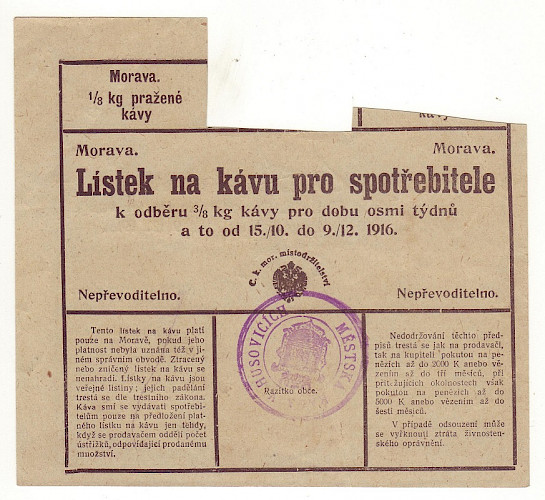 Morava.
1/8 kg pražené
kávy
Morava. Morava.
Lístek na kávu pro spotřebitele
k odběru 3/8 kg kávy pro dobu osmi týdnů
a to od 15./10. do 9./12. 1916.
C. k. mor. místodržitelství
Nepřevoditelno. Nepřevoditelno.
Tento lístek na kávu platí
pouze na Moravě, pokud jeho
platnost nebyla uznána též v ji-
ném správním obvodě. Ztracený
nebo zničený lístek na kávu se
nenahradí. Lístky na kávu jsou
veřejné listiny; jejich padělání
trestá se dle trestního zákona.
Káva smí se vydávati spotřebi-
telům pouze na předložení plat-
ného lístku na kávu jen tehdy,
když se prodavačem oddělí počet
ústřižků, odpovídající prodanému
množství.
HUSOVICÍCH MĚSTSK
Razítko obce.
Nedodržování těchto před-
pisů trestá se jak na prodavači,
tak na kupiteli pokutou na pe-
nězích až do 2000 K anebo vě-
zením až do tří měsíců, při
přitěžujících okolnostech však
pokutou na penězích až do
5000 K anebo vězením až do
šesti měsíců.
V případě odsouzení může
se vyřknouti ztráta živnosten-
ského oprávnění.